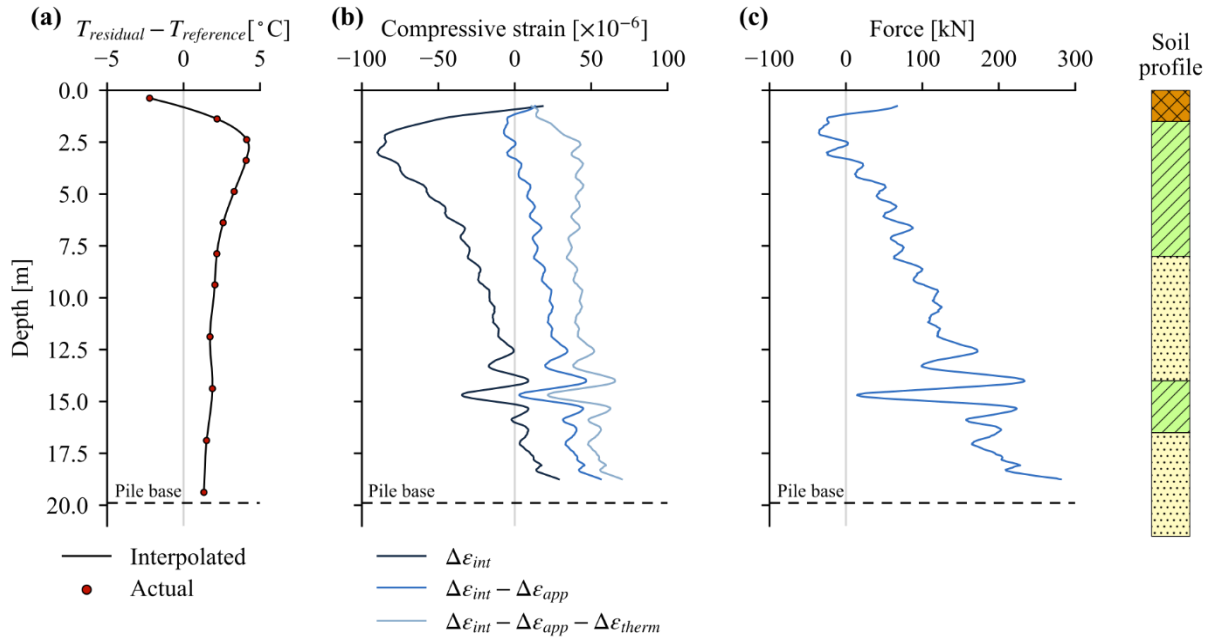 (a) T_residual − T_reference[°C]
−5 0 5
(b) Compressive strain [×10⁻⁶]
−100 −50 0 50 100
(c) Force [kN]
−100 0 100 200 300
Soil
profile
Depth [m]
0.0
2.5
5.0
7.5
10.0
12.5
15.0
17.5
20.0
Pile base
Pile base
Pile base
Interpolated
Actual
Δε_int
Δε_int − Δε_app
Δε_int − Δε_app − Δε_therm